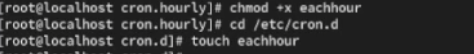 [root@localhost cron.hourly]# chmod +x eachhour
[root@localhost cron.hourly]# cd /etc/cron.d
[root@localhost cron.d]# touch eachhour